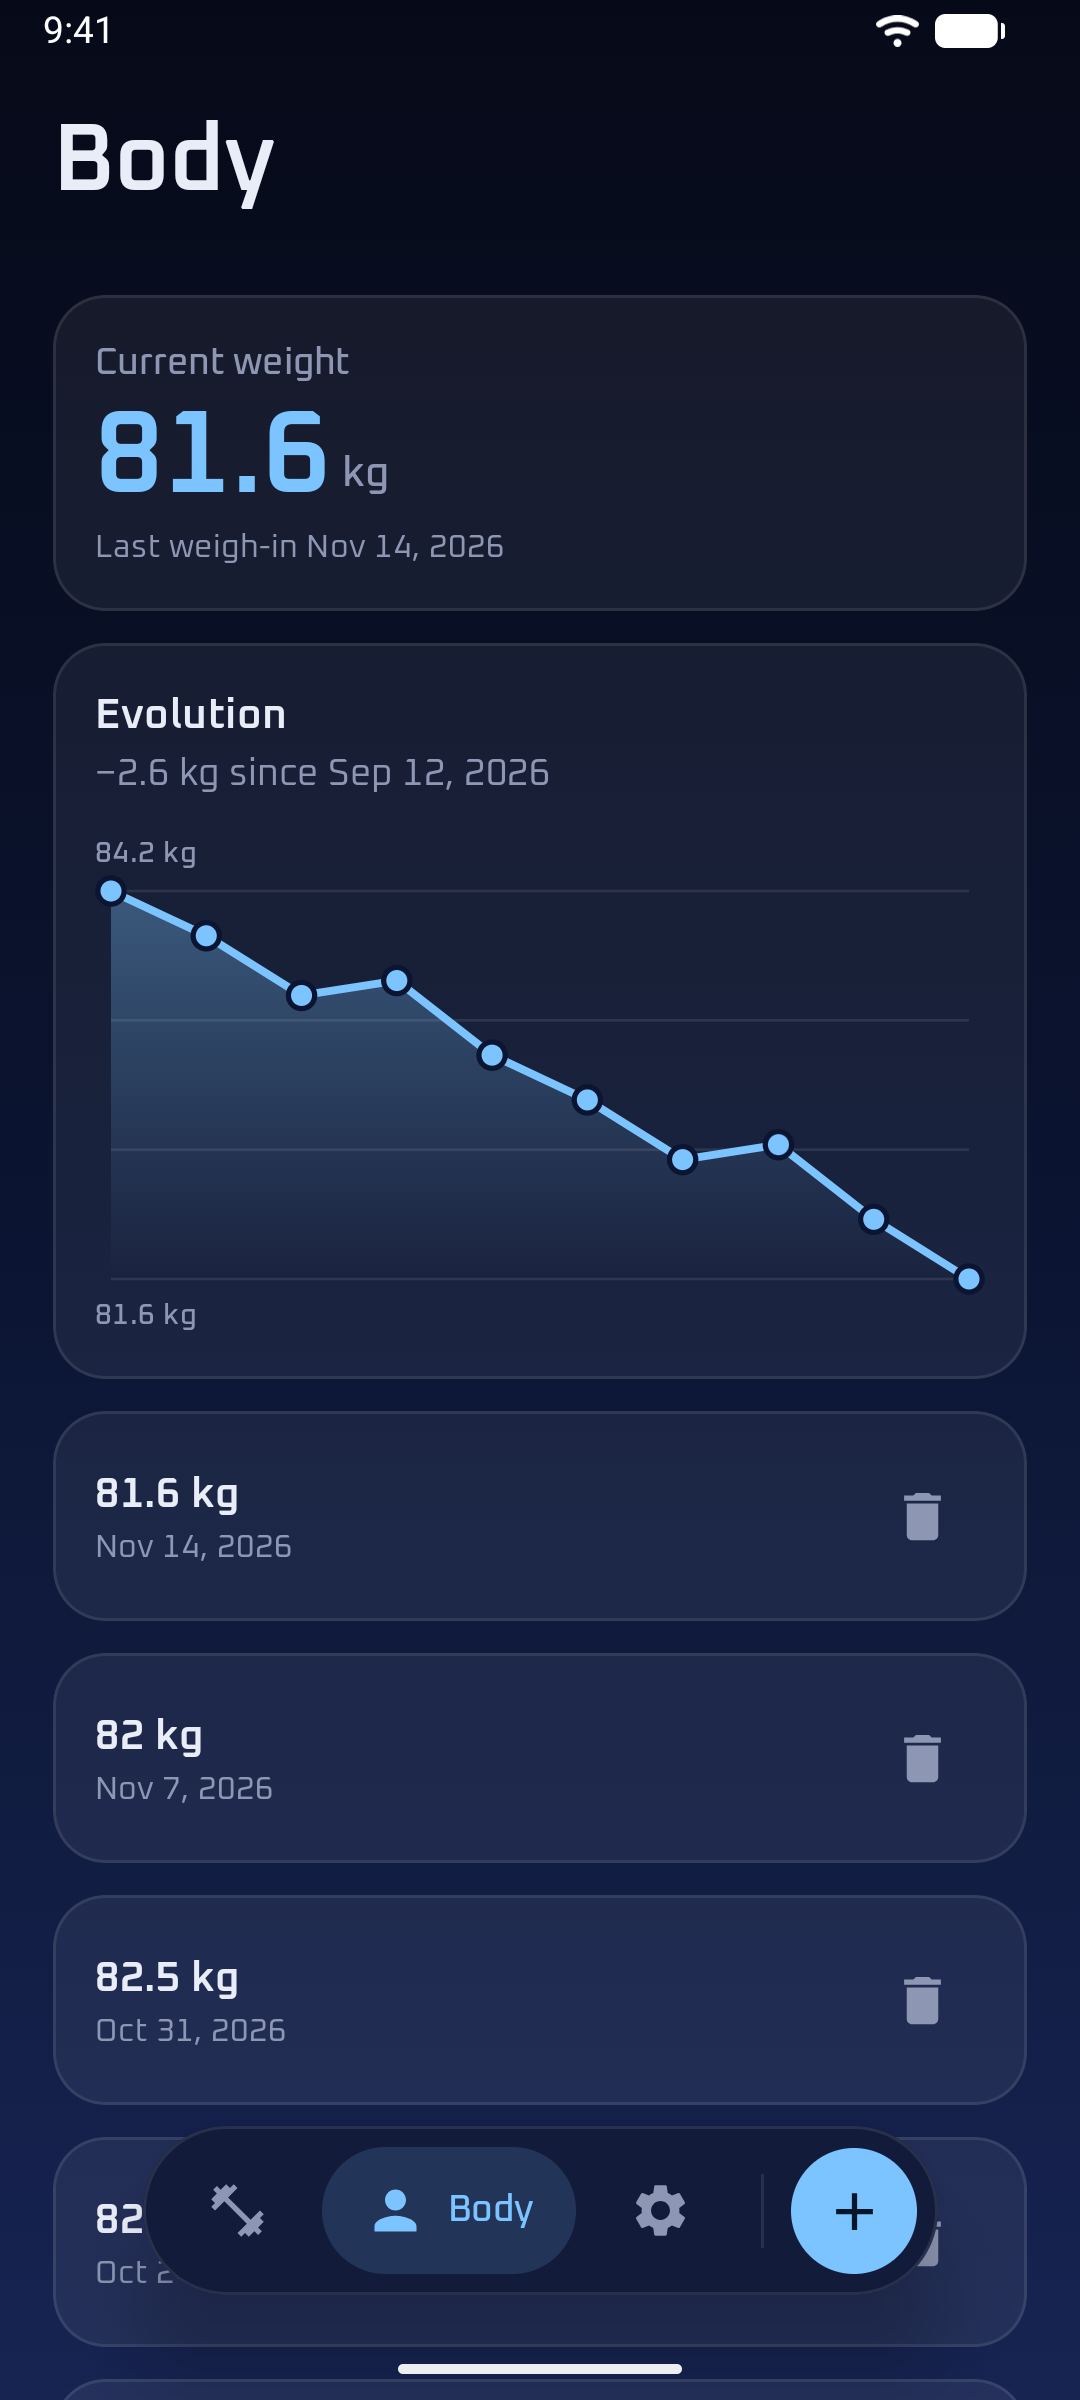 9:41
Body
Current weight
81.6 kg
Last weigh-in Nov 14, 2026
Evolution
−2.6 kg since Sep 12, 2026
84.2 kg
81.6 kg
81.6 kg
Nov 14, 2026
82 kg
Nov 7, 2026
82.5 kg
Oct 31, 2026
82
Oct
Body